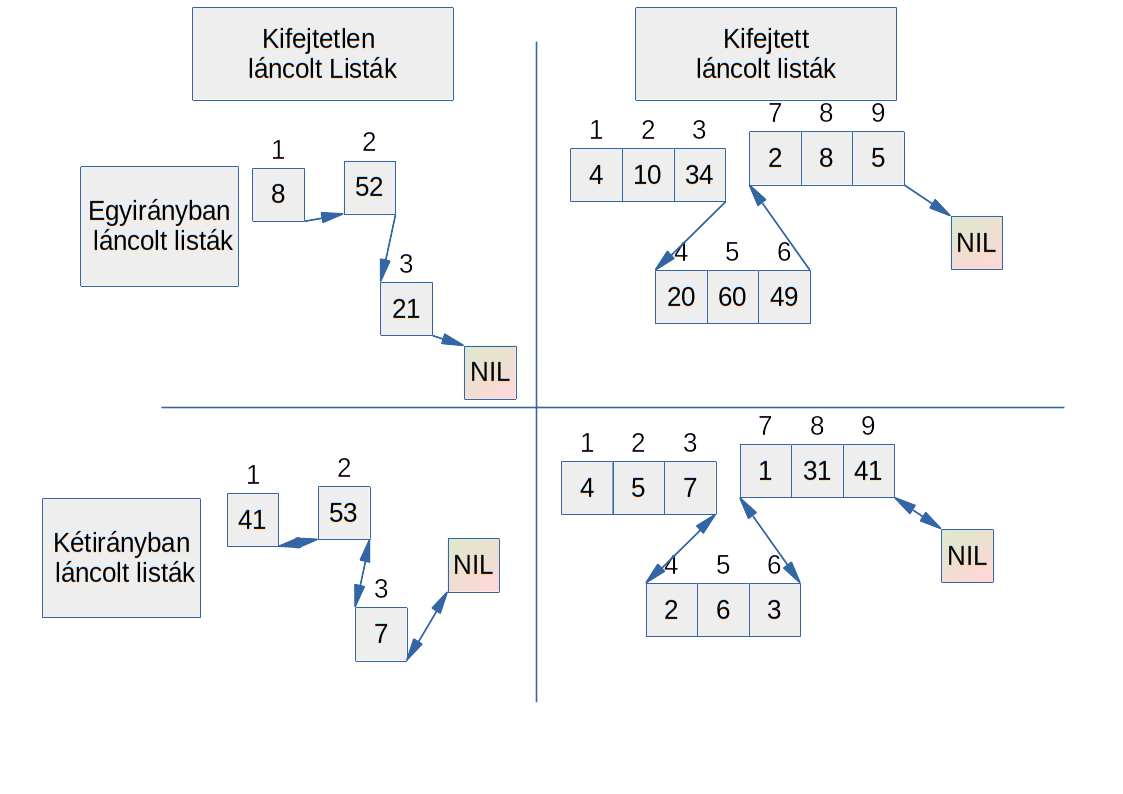 Kifejtetlen
láncolt Listák
Kifejtett
láncolt listák
Egyirányban
láncolt listák
1
2
8
52
3
21
NIL
1 2 3
7 8 9
4 10 34
2 8 5
4 5 6
20 60 49
NIL
Kétirányban
láncolt listák
1
2
41
53
3
7
NIL
1 2 3
7 8 9
4 5 7
1 31 41
4 5 6
2 6 3
NIL